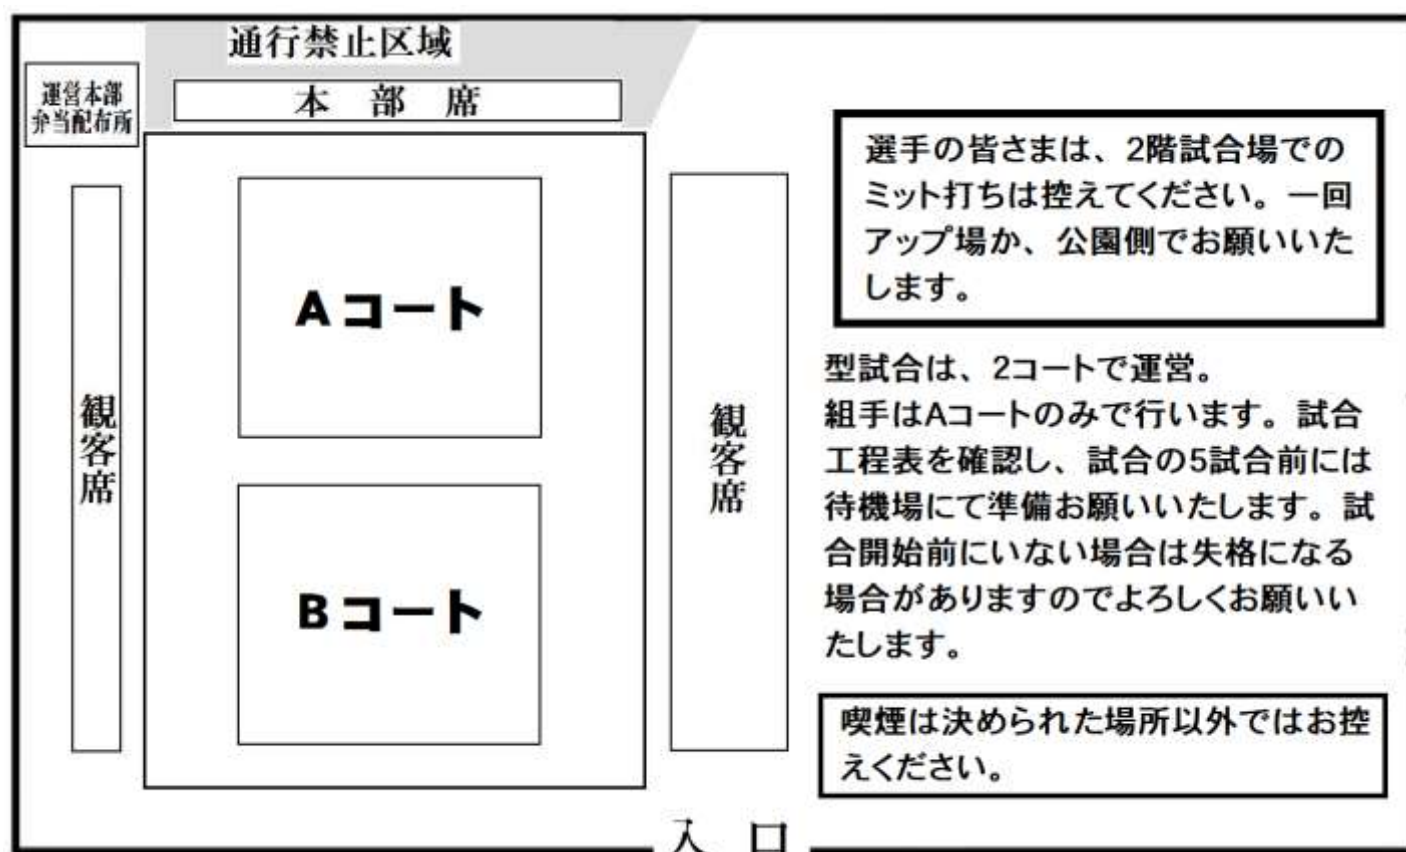 通行禁止区域
運営本部
弁当配布所
本部席
Aコート
Bコート
観客席
観客席
選手の皆さまは、2階試合場での
ミット打ちは控えてください。一回
アップ場か、公園側でお願いいた
します。
型試合は、2コートで運営。
組手はAコートのみで行います。試合
工程表を確認し、試合の5試合前には
待機場にて準備お願いいたします。試
合開始前にいない場合は失格になる
場合がありますのでよろしくお願いい
たします。
喫煙は決められた場所以外ではお控
えください。
入口